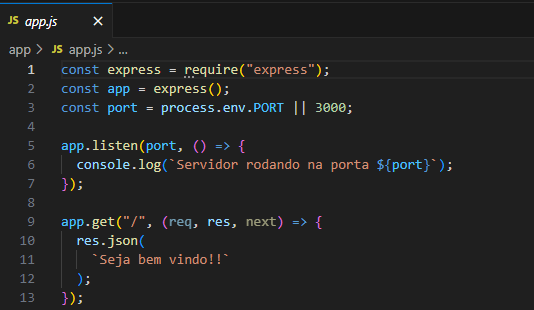 JS app.js ×
app > JS app.js > ...
1 const express = require("express");
2 const app = express();
3 const port = process.env.PORT || 3000;
4
5 app.listen(port, () => {
6   console.log(`Servidor rodando na porta ${port}`);
7 });
8
9 app.get("/", (req, res, next) => {
10   res.json(
11     `Seja bem vindo!!`
12   );
13 });